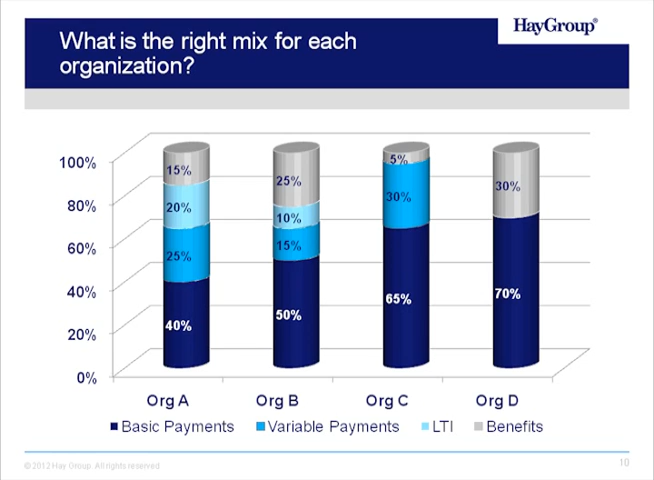 HayGroup®
What is the right mix for each
organization?
100%
80%
60%
40%
20%
0%
15%
20%
25%
40%
25%
10%
15%
50%
5%
30%
65%
30%
70%
Org A
Org B
Org C
Org D
Basic Payments
Variable Payments
LTI
Benefits
© 2012 Hay Group. All rights reserved
10